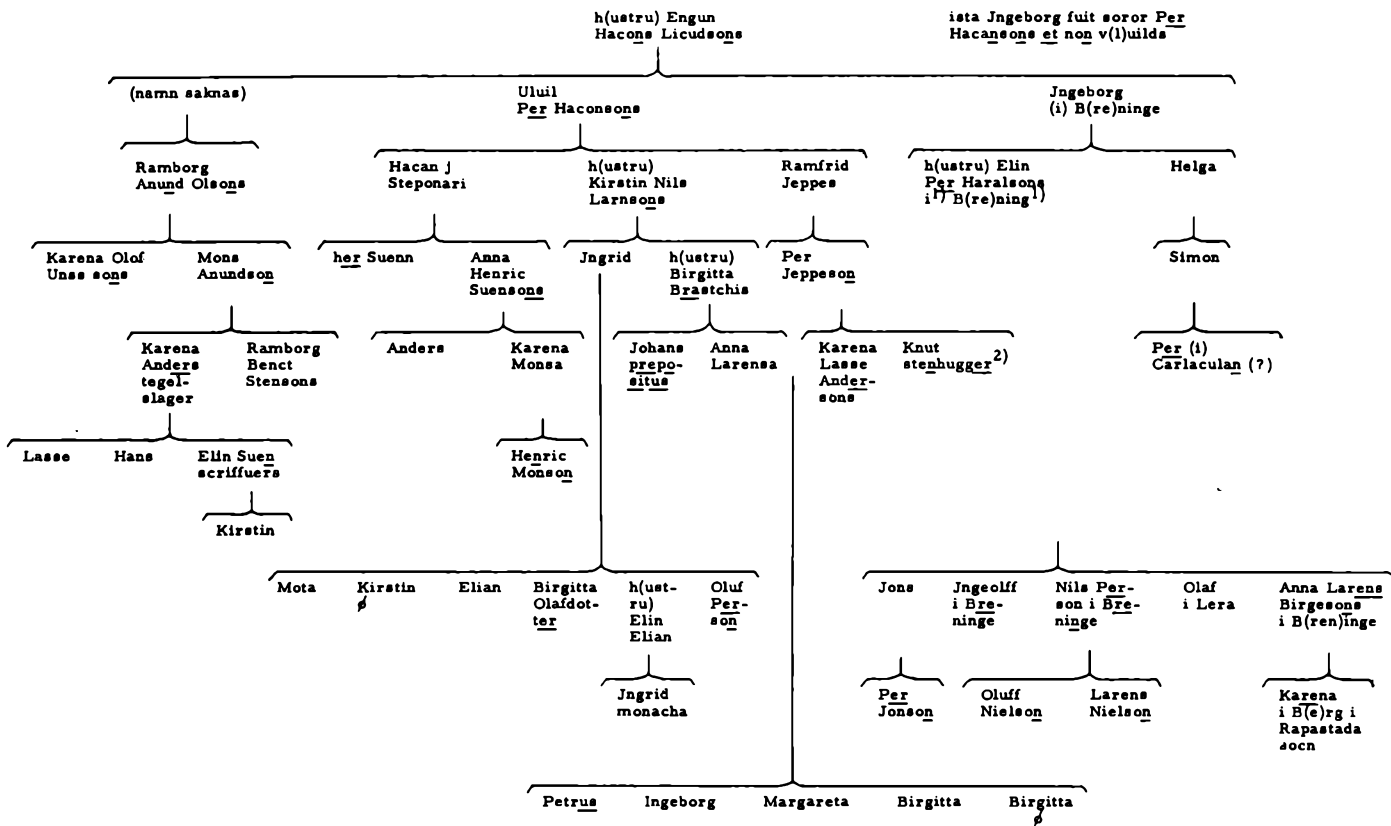 h(ustru) Engun
Hacons Licudsons
ista Jngeborg fuit soror Per
Hacansons et non v(l)uilds
(namn saknas)
Uluil
Per Haconsons
Jngeborg
(i) B(re)ninge
Ramborg
Anund Olsons
Hacan j
Steponari
h(ustru)
Kirstin Nils
Larnsons
Ramfrid
Jeppes
h(ustru) Elin
Per Haralsons
i1) B(re)ning1)
Helga
Karena Olof
Unss sons
Mons
Anundson
her Suenn
Anna
Henric
Suensons
Jngrid
h(ustru)
Birgitta
Brastchis
Per
Jeppeson
Simon
Karena
Anders
tegel-
slager
Ramborg
Benct
Stensons
Anders
Karena
Monsa
Johans
prepo-
situs
Anna
Larensa
Karena
Lasse
Ander-
sons
Knut
stenhugger2)
Per (i)
Carlaculan (?)
Lasse
Hans
Elin Suen
scriffuers
Henric
Monson
Kirstin
Mota
Kirstin
ø
Elian
Birgitta
Olafdot-
ter
h(ust-
ru)
Elin
Elian
Oluf
Per-
son
Jons
Jngeolff
i Bre-
ninge
Nils Per-
son i Bre-
ninge
Olaf
i Lera
Anna Larens
Birgesons
i B(ren)inge
Jngrid
monacha
Per
Jonson
Oluff
Nielson
Larens
Nielson
Karena
i B(e)rg i
Rapastada
socn
Petrus
Ingeborg
Margareta
Birgitta
Birgitta
ø